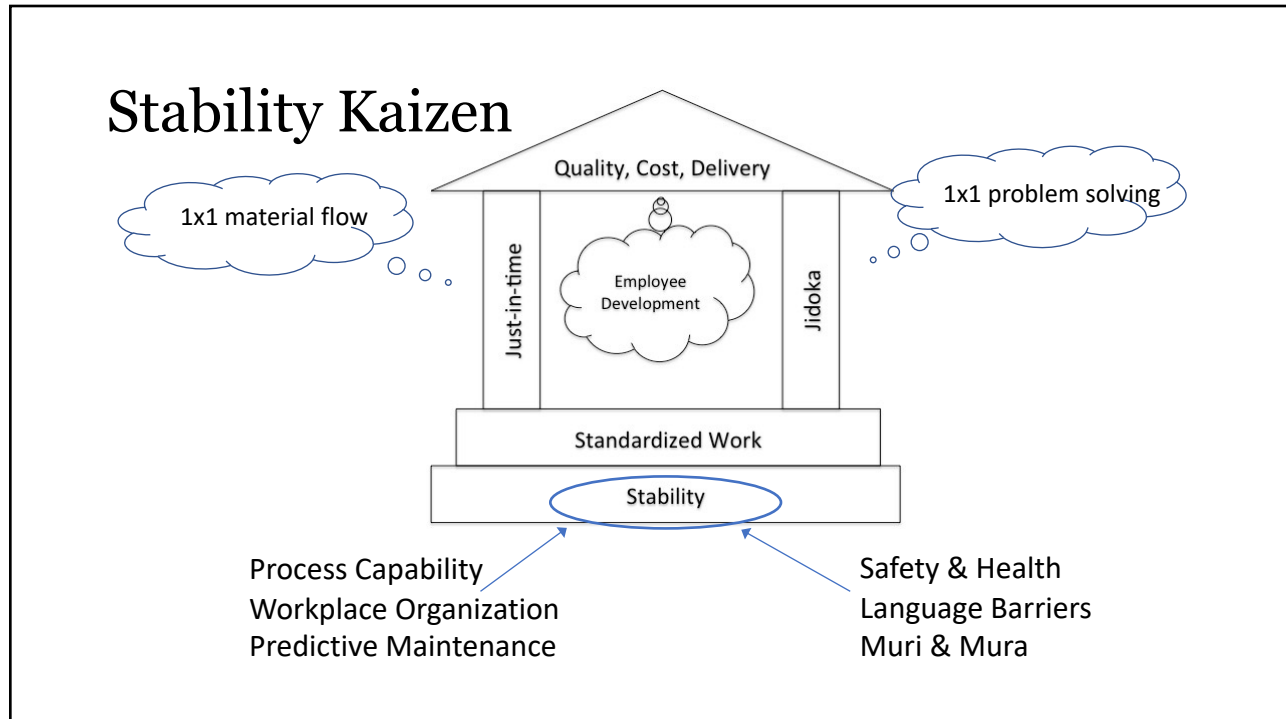 Stability Kaizen
Quality, Cost, Delivery
1x1 material flow
1x1 problem solving
Just-in-time
Employee
Development
Jidoka
Standardized Work
Stability
Process Capability
Workplace Organization
Predictive Maintenance
Safety & Health
Language Barriers
Muri & Mura